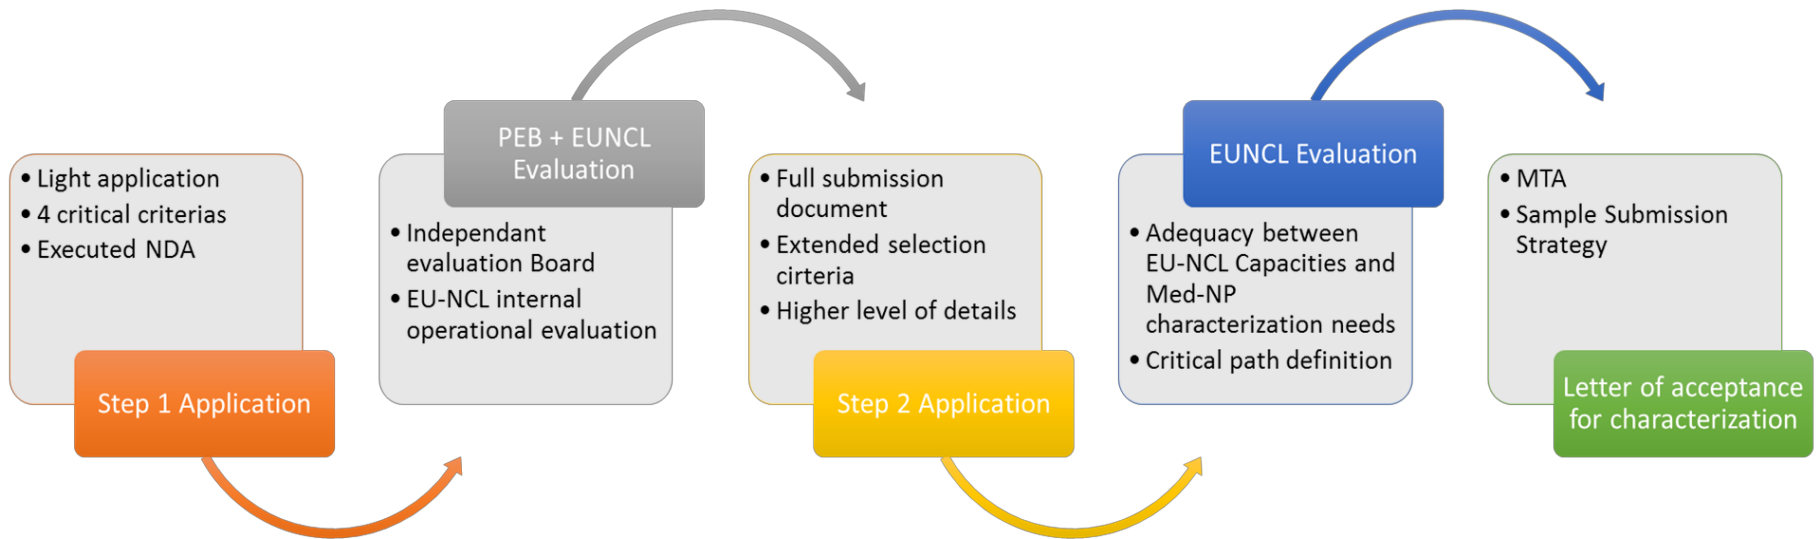 • Light application
• 4 critical criterias
• Executed NDA
Step 1 Application
PEB + EUNCL
Evaluation
• Independant
evaluation Board
• EU-NCL internal
operational evaluation
• Full submission
document
• Extended selection
cirteria
• Higher level of details
Step 2 Application
EUNCL Evaluation
• Adequacy between
EU-NCL Capacities and
Med-NP
characterization needs
• Critical path definition
• MTA
• Sample Submission
Strategy
Letter of acceptance
for characterization